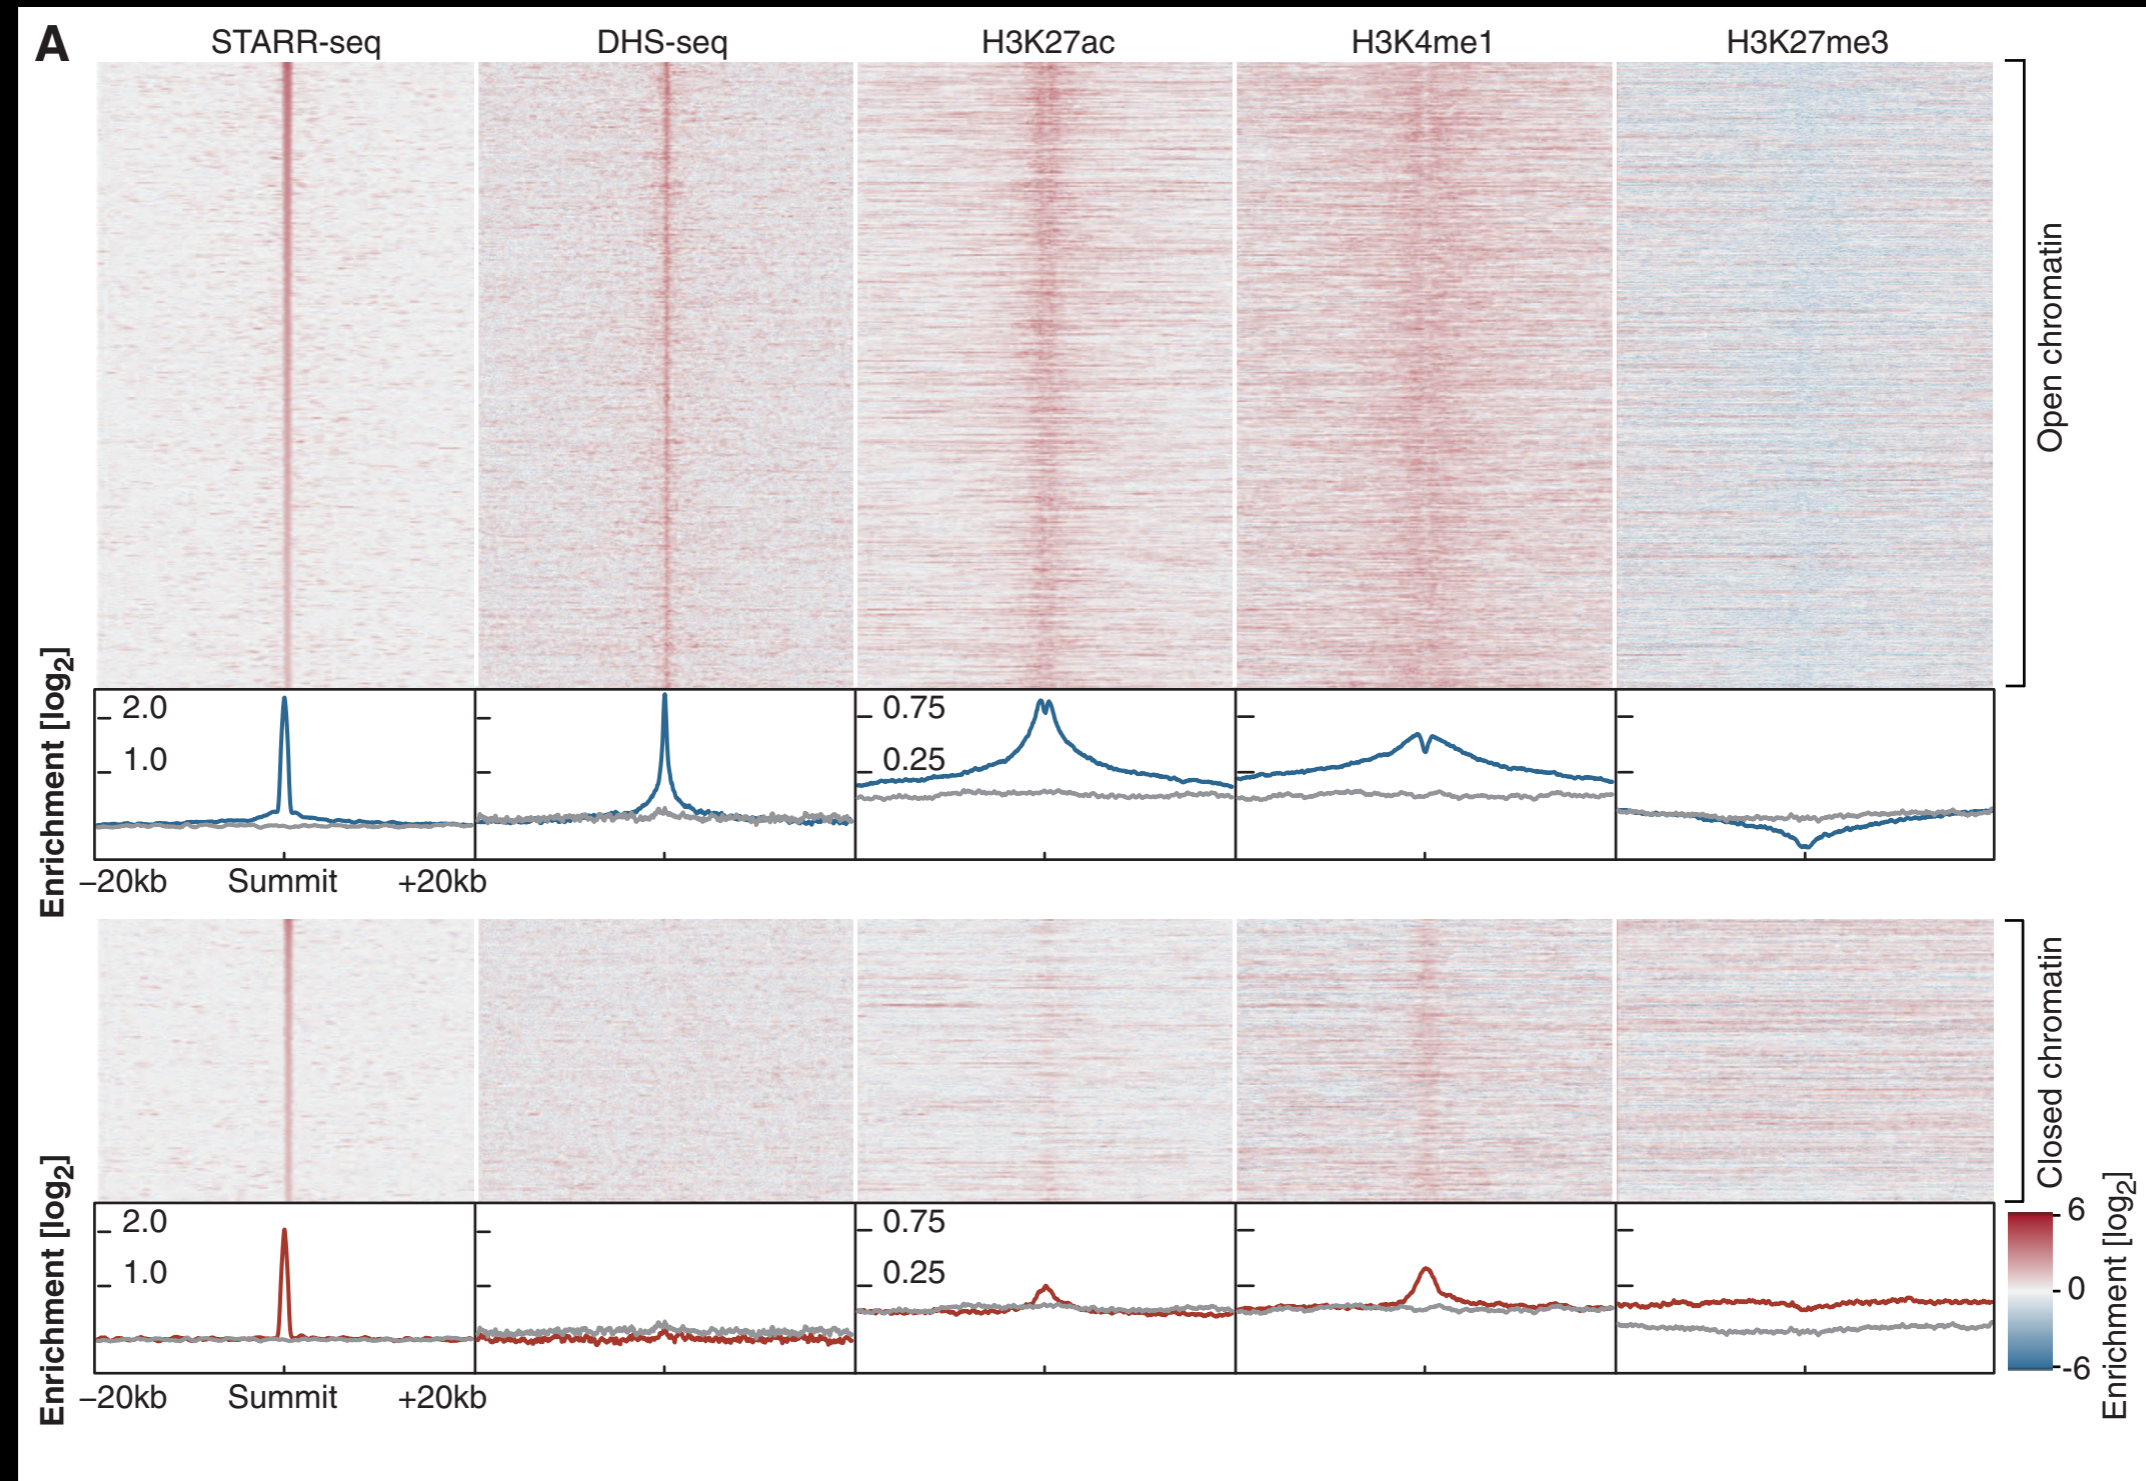 A
STARR-seq DHS-seq H3K27ac H3K4me1 H3K27me3
Open chromatin
Enrichment [log2]
2.0
1.0
0.75
0.25
–20kb Summit +20kb
Closed chromatin
Enrichment [log2]
2.0
1.0
0.75
0.25
–20kb Summit +20kb
6
0
-6
Enrichment [log2]